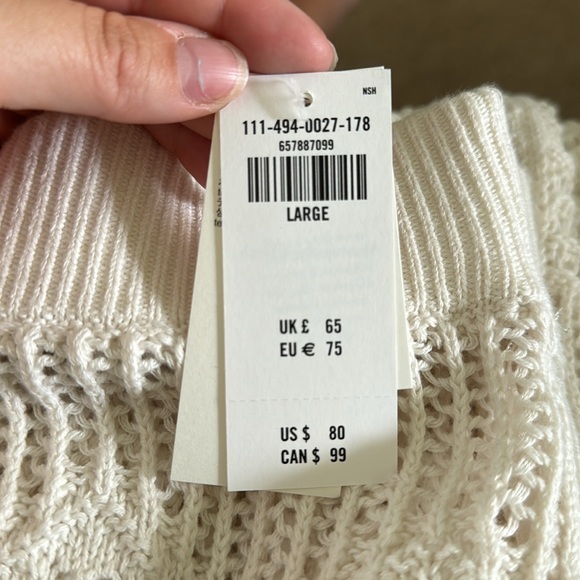 NSH
111-494-0027-178
657887099
LARGE
UK £ 65
EU € 75
US $ 80
CAN $ 99